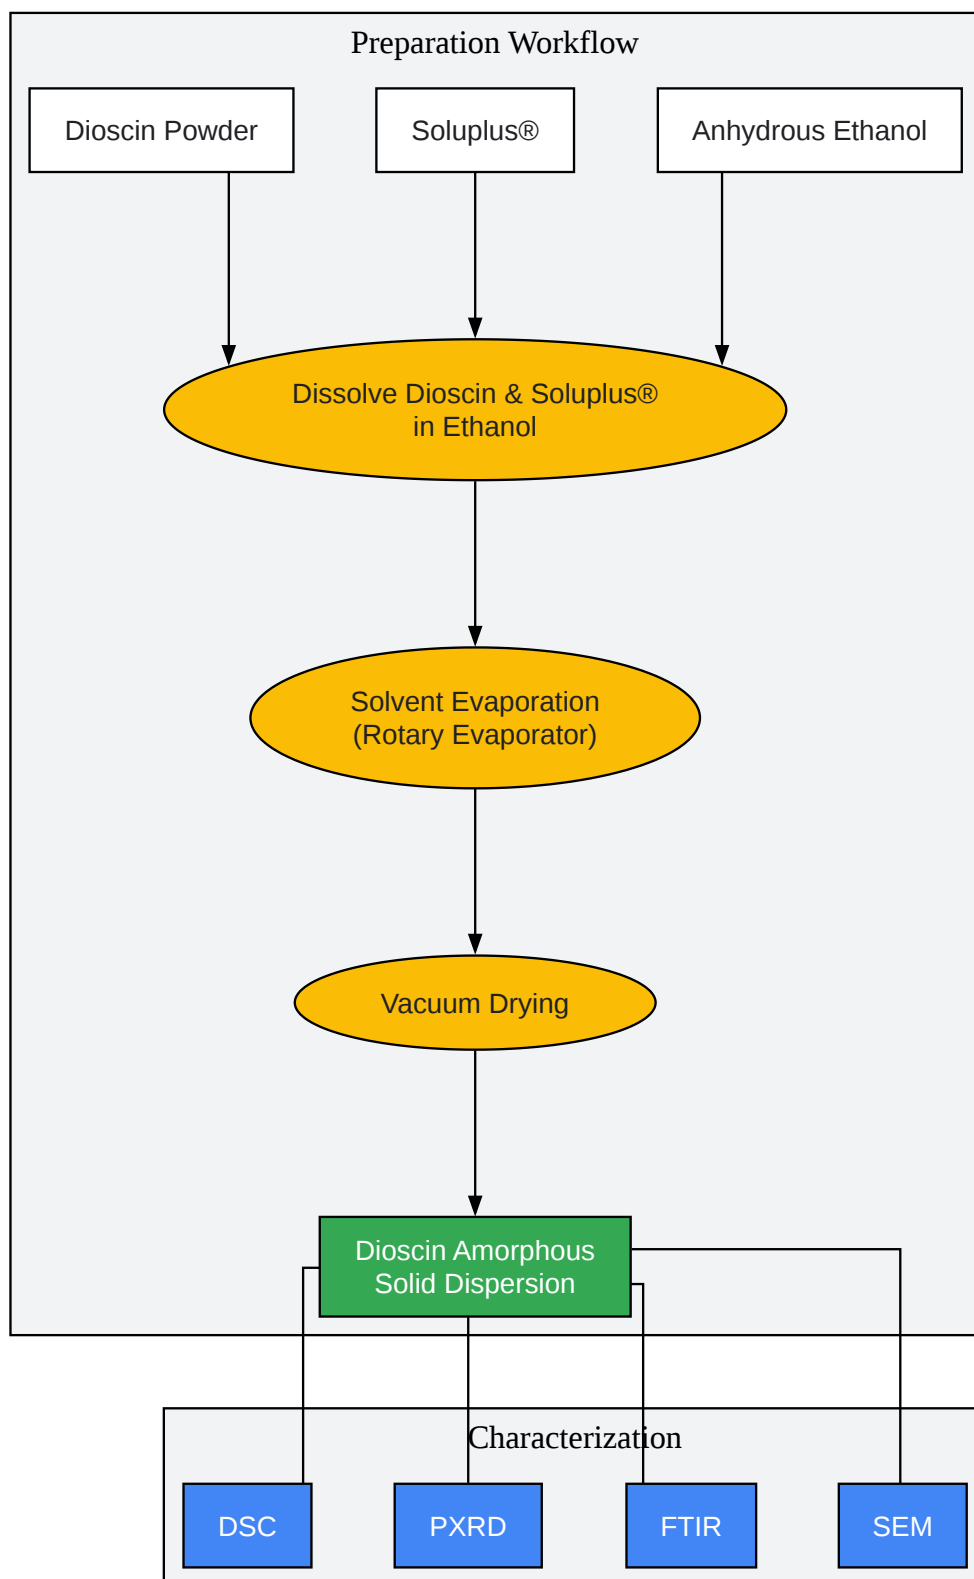 Preparation Workflow
Dioscin Powder
Soluplus®
Anhydrous Ethanol
Dissolve Dioscin & Soluplus®
in Ethanol
Solvent Evaporation
(Rotary Evaporator)
Vacuum Drying
Dioscin Amorphous
Solid Dispersion
Characterization
DSC
PXRD
FTIR
SEM